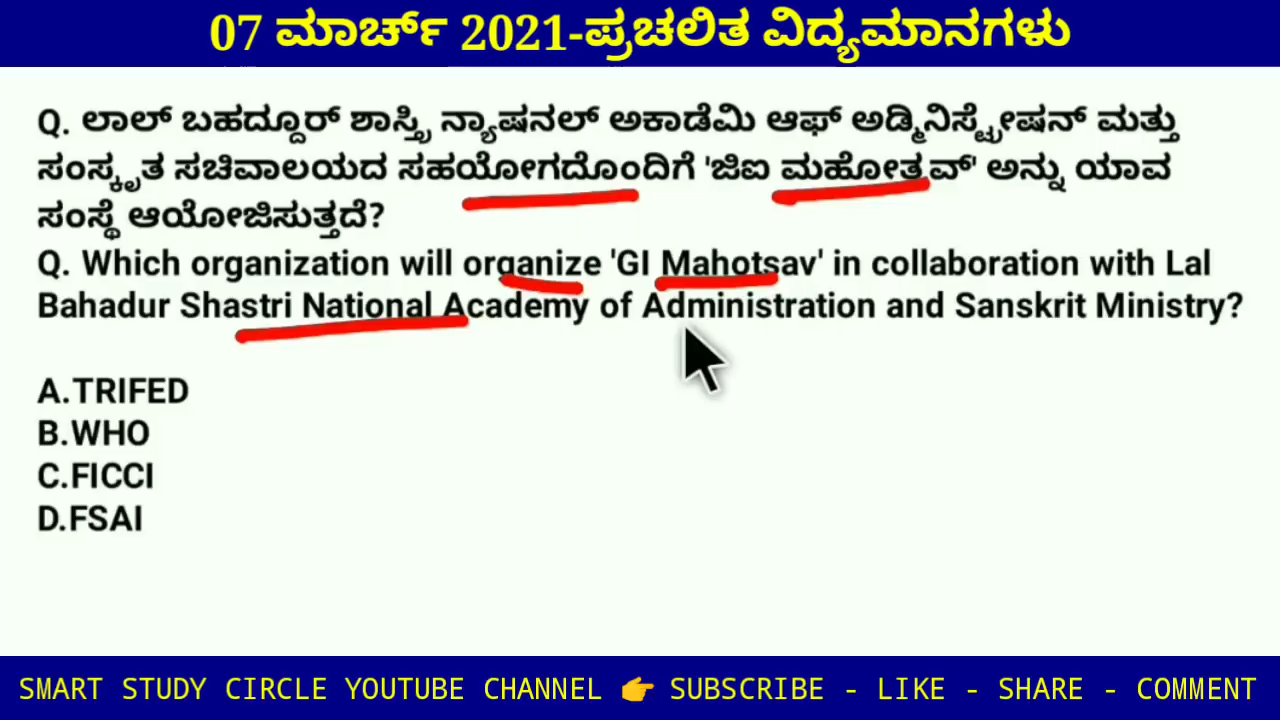 07 ಮಾರ್ಚ್ 2021-ಪ್ರಚಲಿತ ವಿದ್ಯಮಾನಗಳು
Q. ಲಾಲ್ ಬಹದ್ದೂರ್ ಶಾಸ್ತ್ರಿ ನ್ಯಾಷನಲ್ ಅಕಾಡೆಮಿ ಆಫ್ ಅಡ್ಮಿನಿಸ್ಟ್ರೇಷನ್ ಮತ್ತು
ಸಂಸ್ಕೃತ ಸಚಿವಾಲಯದ ಸಹಯೋಗದೊಂದಿಗೆ 'ಜಿಐ ಮಹೋತ್ಸವ್' ಅನ್ನು ಯಾವ
ಸಂಸ್ಥೆ ಆಯೋಜಿಸುತ್ತದೆ?
Q. Which organization will organize 'GI Mahotsav' in collaboration with Lal
Bahadur Shastri National Academy of Administration and Sanskrit Ministry?
A.TRIFED
B.WHO
C.FICCI
D.FSAI
SMART STUDY CIRCLE YOUTUBE CHANNEL 👉 SUBSCRIBE - LIKE - SHARE - COMMENT